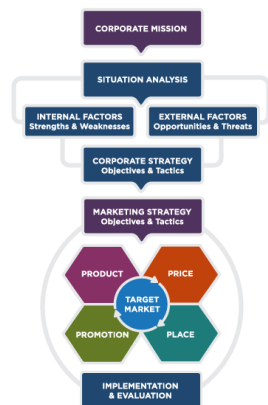 CORPORATE MISSION
SITUATION ANALYSIS
INTERNAL FACTORS
Strengths & Weaknesses
EXTERNAL FACTORS
Opportunities & Threats
CORPORATE STRATEGY
Objectives & Tactics
MARKETING STRATEGY
Objectives & Tactics
PRODUCT
PRICE
TARGET
MARKET
PROMOTION
PLACE
IMPLEMENTATION
& EVALUATION